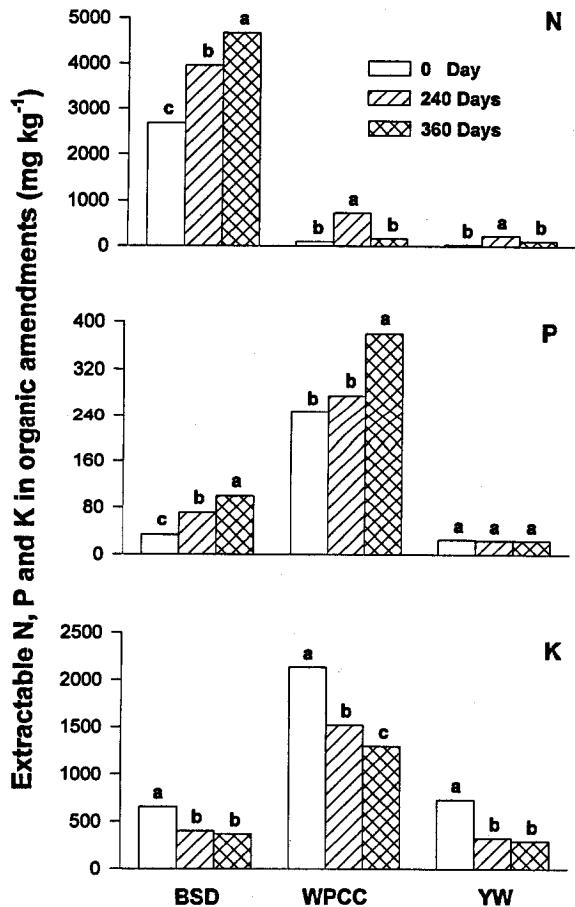 Extractable N, P and K in organic amendments (mg kg-1)
N
5000
4000
3000
2000
1000
0
0 Day
240 Days
360 Days
c b a
b a b
b a b
P
400
320
240
160
80
0
c b a
b b a
a a a
K
2500
2000
1500
1000
500
0
a b b
a b c
a b b
BSD WPCC YW